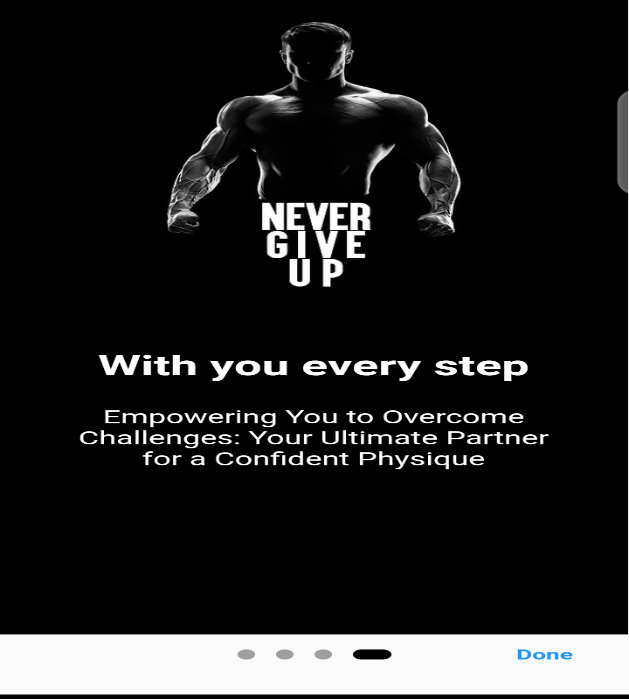 NEVER
GIVE
UP
With you every step
Empowering You to Overcome
Challenges: Your Ultimate Partner
for a Confident Physique
Done